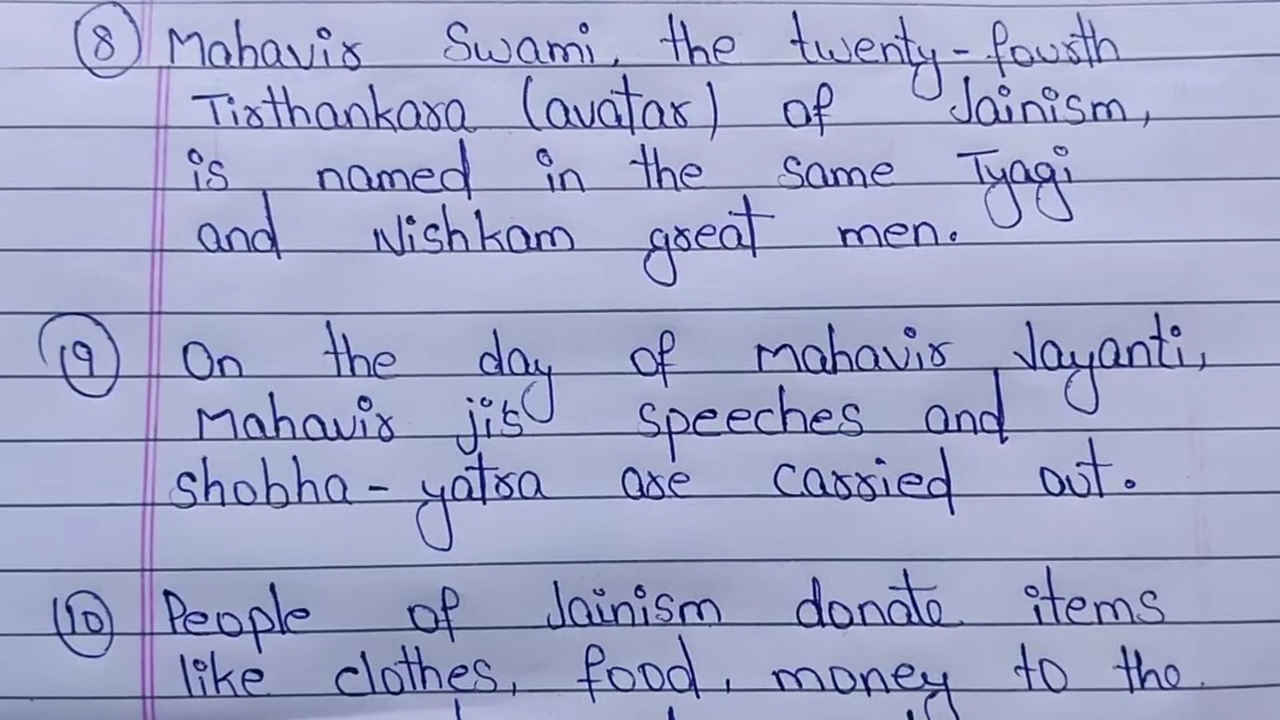 8 Mahavir Swami, the twenty-fourth
Tirthankara (avatar) of Jainism,
is named in the same Tyagi
and Nishkam great men.
9 On the day of mahavir Jayanti,
Mahavir jis speeches and
shobha-yatra are carried out.
10 People of Jainism donate items
like clothes, food, money to the